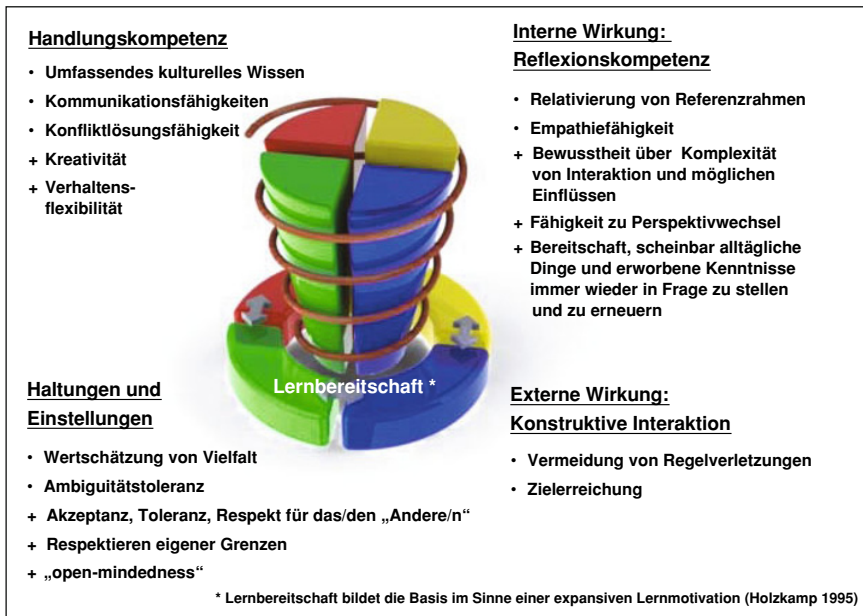 Handlungskompetenz
• Umfassendes kulturelles Wissen
• Kommunikationsfähigkeiten
• Konfliktlösungsfähigkeit
+ Kreativität
+ Verhaltens-
flexibilität
Interne Wirkung:
Reflexionskompetenz
• Relativierung von Referenzrahmen
• Empathiefähigkeit
+ Bewusstheit über Komplexität
von Interaktion und möglichen
Einflüssen
+ Fähigkeit zu Perspektivwechsel
+ Bereitschaft, scheinbar alltägliche
Dinge und erworbene Kenntnisse
immer wieder in Frage zu stellen
und zu erneuern
Lernbereitschaft *
Haltungen und
Einstellungen
• Wertschätzung von Vielfalt
• Ambiguitätstoleranz
+ Akzeptanz, Toleranz, Respekt für das/den „Andere/n“
+ Respektieren eigener Grenzen
+ „open-mindedness“
Externe Wirkung:
Konstruktive Interaktion
• Vermeidung von Regelverletzungen
• Zielerreichung
* Lernbereitschaft bildet die Basis im Sinne einer expansiven Lernmotivation (Holzkamp 1995)